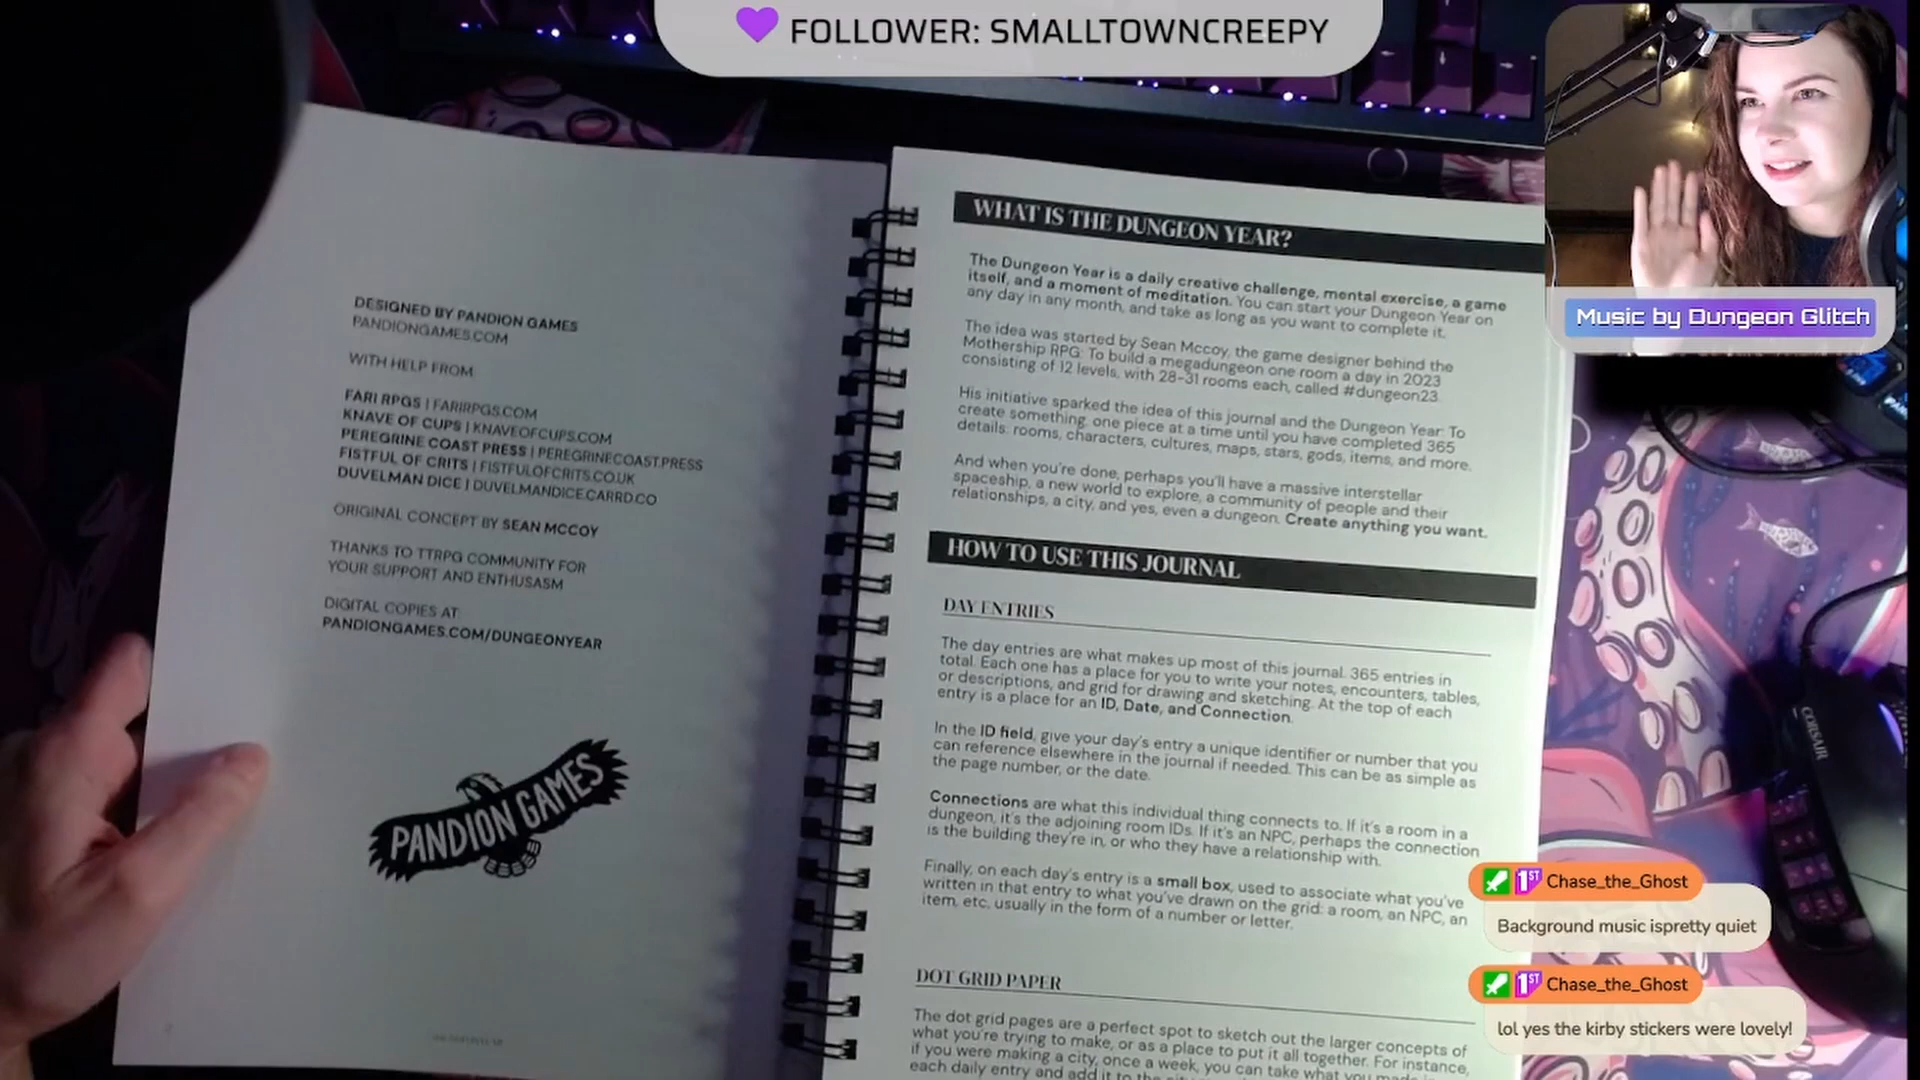 FOLLOWER: SMALLTOWNCREEPY
DESIGNED BY PANDION GAMES
PANDIONGAMES.COM
WITH HELP FROM
FARI RPGS | FARIRPGS.COM
KNAVE OF CUPS | KNAVEOFCUPS.COM
PEREGRINE COAST PRESS | PEREGRINECOAST.PRESS
FISTFUL OF CRITS | FISTFULOFCRITS.CO.UK
DUVELMAN DICE | DUVELMANDICE.CARRD.CO
ORIGINAL CONCEPT BY SEAN MCCOY
THANKS TO TTRPG COMMUNITY FOR
YOUR SUPPORT AND ENTHUSASM
DIGITAL COPIES AT
PANDIONGAMES.COM/DUNGEONYEAR
PANDION GAMES
WHAT IS THE DUNGEON YEAR?
The Dungeon Year is a daily creative challenge, mental exercise, a game
itself, and a moment of meditation. You can start your Dungeon Year on
any day in any month, and take as long as you want to complete it.
The idea was started by Sean Mccoy, the game designer behind the
Mothership RPG: To build a megadungeon one room a day in 2023
consisting of 12 levels, with 28-31 rooms each, called #dungeon23.
His initiative sparked the idea of this journal and the Dungeon Year: To
create something, one piece at a time until you have completed 365
details: rooms, characters, cultures, maps, stars, gods, items, and more.
And when you're done, perhaps you'll have a massive interstellar
spaceship, a new world to explore, a community of people and their
relationships, a city, and yes, even a dungeon. Create anything you want.
HOW TO USE THIS JOURNAL
DAY ENTRIES
The day entries are what makes up most of this journal. 365 entries in
total. Each one has a place for you to write your notes, encounters, tables,
or descriptions, and grid for drawing and sketching. At the top of each
entry is a place for an ID, Date, and Connection.
In the ID field, give your day's entry a unique identifier or number that you
can reference elsewhere in the journal if needed. This can be as simple as
the page number, or the date.
Connections are what this individual thing connects to. If it's a room in a
dungeon, it's the adjoining room IDs. If it's an NPC, perhaps the connection
is the building they're in, or who they have a relationship with.
Finally, on each day's entry is a small box, used to associate what you've
written in that entry to what you've drawn on the grid: a room, an NPC, an
item, etc. usually in the form of a number or letter.
DOT GRID PAPER
The dot grid pages are a perfect spot to sketch out the larger concepts of
what you're trying to make, or as a place to put it all together. For instance,
if you were making a city, once a week, you can take what you made
each daily entry and add it to the
Music by Dungeon Glitch
CORSAIR
1ST Chase_the_Ghost
Background music ispretty quiet
1ST Chase_the_Ghost
lol yes the kirby stickers were lovely!